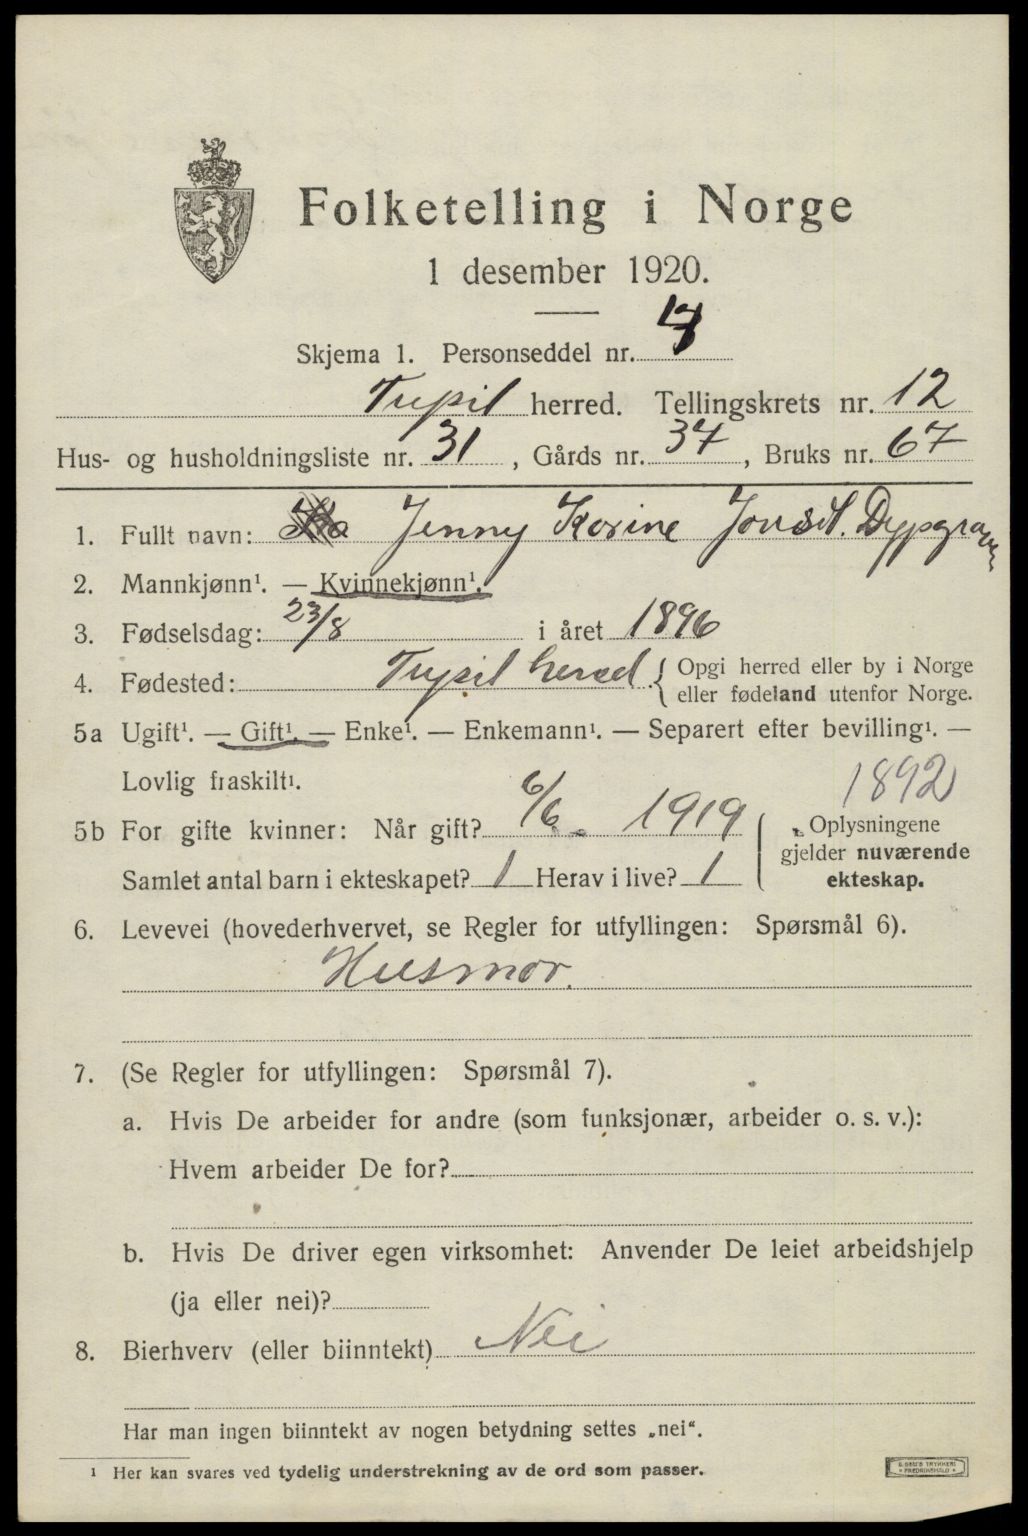 Folketelling i Norge
1 desember 1920.
Skjema 1. Personseddel nr.
Trysil herred. Tellingskrets nr. 12
Hus- og husholdningsliste nr. 31, Gårds nr. 37, Bruks nr. 67
1. Fullt navn: Jenny Korine Dypgraven
2. Mannkjønn¹. — Kvinnekjønn¹.
3. Fødselsdag: 23/8 i året 1896
4. Fødested: Trysil herred { Opgi herred eller by i Norge
eller fødeland utenfor Norge.
5a Ugift¹. — Gift¹. — Enke¹. — Enkemann¹. — Separert efter bevilling¹. —
Lovlig fraskilt¹.
1892
5b For gifte kvinner: Når gift? 6/6 - 1919
Samlet antal barn i ekteskapet? 1 Herav i live? 1
Oplysningene
gjelder nuværende
ekteskap.
6. Levevei (hovederhvervet, se Regler for utfyllingen: Spørsmål 6).
Husmor.
7. (Se Regler for utfyllingen: Spørsmål 7).
a. Hvis De arbeider for andre (som funksjonær, arbeider o. s. v.):
Hvem arbeider De for?
b. Hvis De driver egen virksomhet: Anvender De leiet arbeidshjelp
(ja eller nei)?
8. Bierhverv (eller biinntekt) Nei
Har man ingen biinntekt av nogen betydning settes „nei“.
¹ Her kan svares ved tydelig understrekning av de ord som passer.